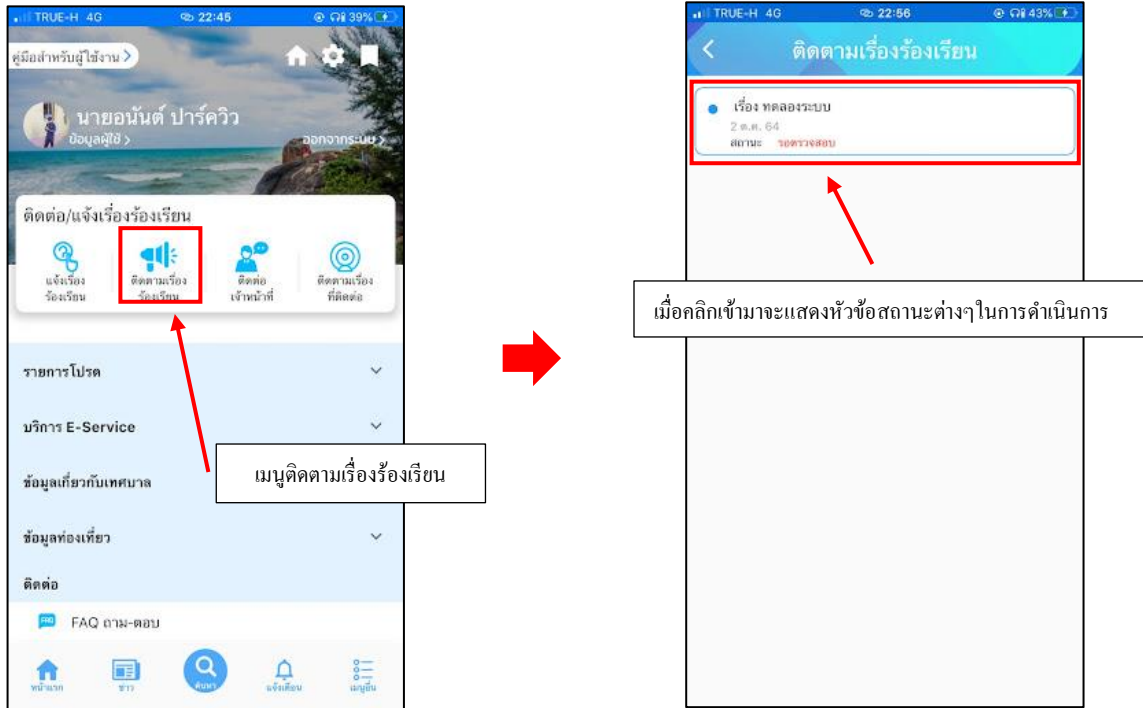 TRUE-H 4G 22:45 39%
คู่มือสำหรับผู้ใช้งาน >
นายอนันต์ ปาร์ควิว
ข้อมูลผู้ใช้ >
ออกจากระบบ >
ติดต่อ/แจ้งเรื่องร้องเรียน
แจ้งเรื่อง
ร้องเรียน
ติดตามเรื่อง
ร้องเรียน
ติดต่อ
เจ้าหน้าที่
ติดตามเรื่อง
ที่ติดต่อ
รายการโปรด
บริการ E-Service
ข้อมูลเกี่ยวกับเทศบาล
ข้อมูลท่องเที่ยว
ติดต่อ
FAQ
FAQ ถาม-ตอบ
หน้าแรก
ข่าว
ค้นหา
แจ้งเตือน
เมนูอื่น
เมนูติดตามเรื่องร้องเรียน
TRUE-H 4G 22:56 43%
ติดตามเรื่องร้องเรียน
เรื่อง ทดลองระบบ
2 ต.ค. 64
สถานะ รอตรวจสอบ
เมื่อคลิกเข้ามาจะแสดงหัวข้อสถานะต่างๆในการดำเนินการ